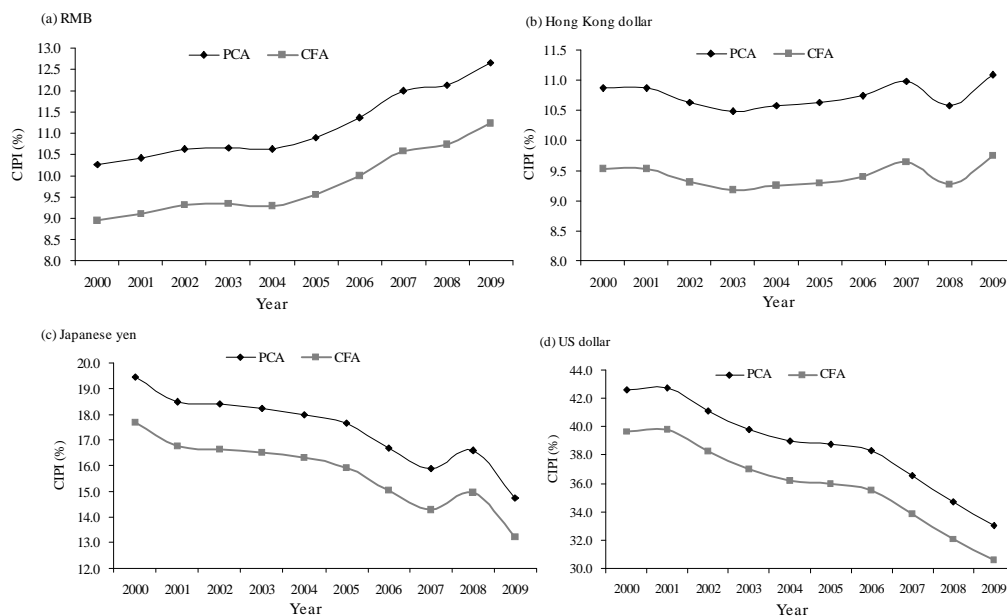 (a) RMB
PCA CFA
13.0
12.5
12.0
11.5
11.0
10.5
10.0
9.5
9.0
8.5
8.0
CIPI (%)
2000 2001 2002 2003 2004 2005 2006 2007 2008 2009
Year
(b) Hong Kong dollar
PCA CFA
11.5
11.0
10.5
10.0
9.5
9.0
8.5
8.0
CIPI (%)
2000 2001 2002 2003 2004 2005 2006 2007 2008 2009
Year
(c) Japanese yen
PCA CFA
20.0
19.0
18.0
17.0
16.0
15.0
14.0
13.0
12.0
CIPI (%)
2000 2001 2002 2003 2004 2005 2006 2007 2008 2009
Year
(d) US dollar
PCA CFA
44.0
42.0
40.0
38.0
36.0
34.0
32.0
30.0
CIPI (%)
2000 2001 2002 2003 2004 2005 2006 2007 2008 2009
Year